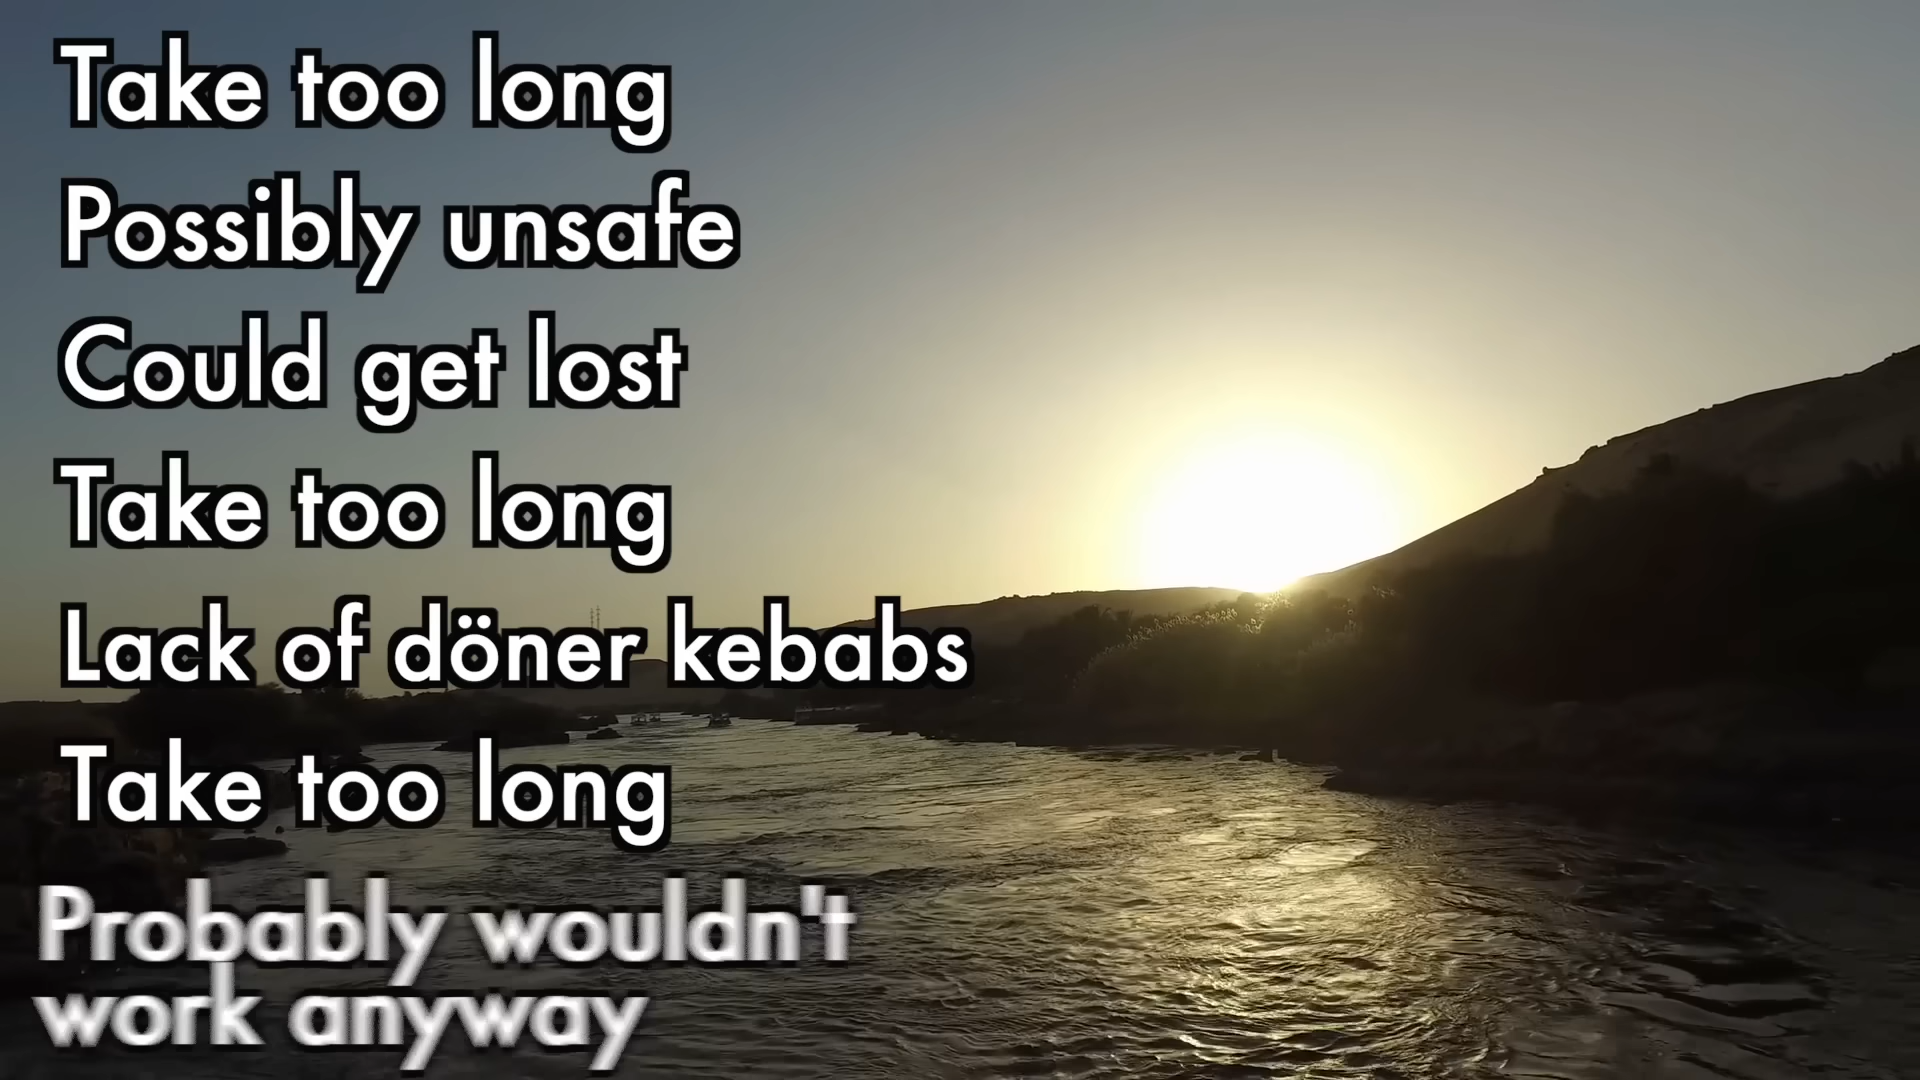 Take too long
Possibly unsafe
Could get lost
Take too long
Lack of döner kebabs
Take too long
Probably wouldn't
work anyway